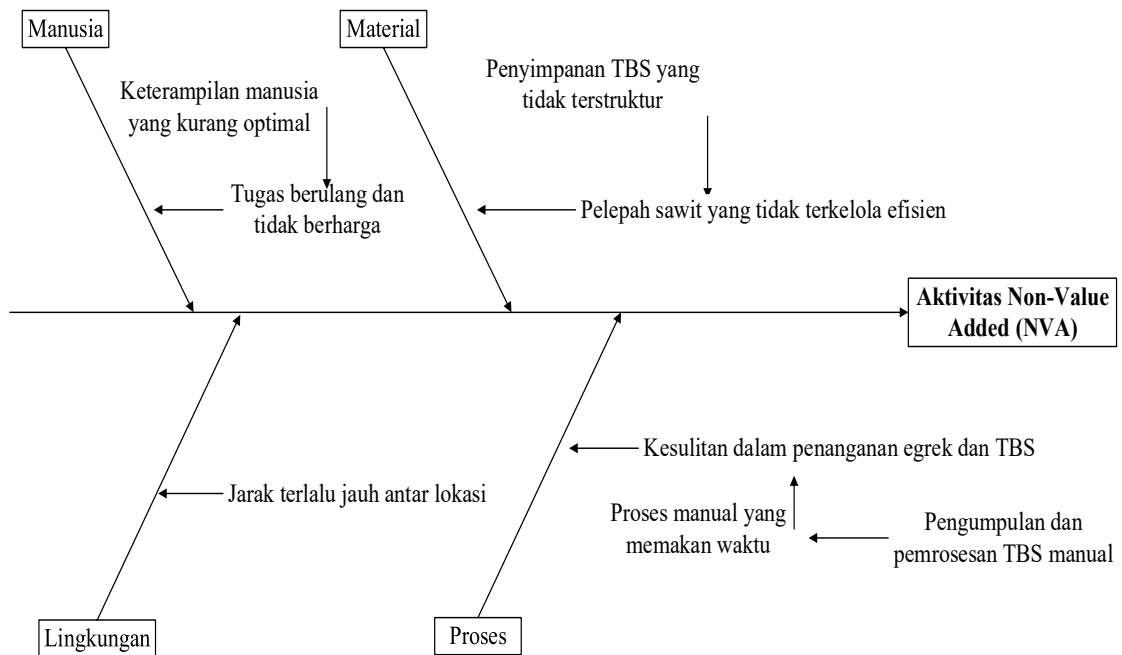 Manusia
Material
Keterampilan manusia
yang kurang optimal
Penyimpanan TBS yang
tidak terstruktur
Tugas berulang dan
tidak berharga
Pelepah sawit yang tidak terkelola efisien
Aktivitas Non-Value
Added (NVA)
Jarak terlalu jauh antar lokasi
Kesulitan dalam penanganan egrek dan TBS
Proses manual yang
memakan waktu
Pengumpulan dan
pemrosesan TBS manual
Lingkungan
Proses